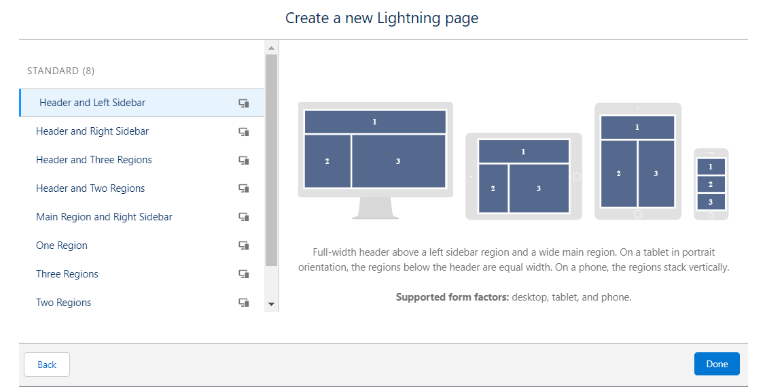 Create a new Lightning page
STANDARD (8)
Header and Left Sidebar
Header and Right Sidebar
Header and Three Regions
Header and Two Regions
Main Region and Right Sidebar
One Region
Three Regions
Two Regions
1
2 3
1
2 3
1
2 3
1
2
3
Full-width header above a left sidebar region and a wide main region. On a tablet in portrait
orientation, the regions below the header are equal width. On a phone, the regions stack vertically.
Supported form factors: desktop, tablet, and phone.
Back
Done